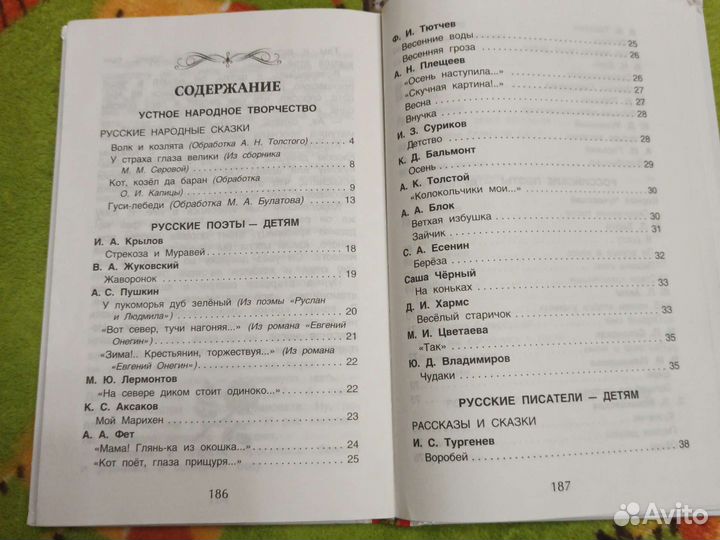 СОДЕРЖАНИЕ
УСТНОЕ НАРОДНОЕ ТВОРЧЕСТВО
РУССКИЕ НАРОДНЫЕ СКАЗКИ
Волк и козлята (Обработка А. Н. Толстого) . . 4
У страха глаза велики (Из сборника
М. М. Серовой) . . . . . . . . . . . . . . . . . . . . 8
Кот, козёл да баран (Обработка
О. И. Капицы) . . . . . . . . . . . . . . . . . . . . 9
Гуси-лебеди (Обработка М. А. Булатова) . . . . 13
РУССКИЕ ПОЭТЫ — ДЕТЯМ
И. А. Крылов
Стрекоза и Муравей . . . . . . . . . . . . . . . . 18
В. А. Жуковский
Жаворонок . . . . . . . . . . . . . . . . . . . . . . . 19
А. С. Пушкин
У лукоморья дуб зелёный (Из поэмы «Руслан
и Людмила») . . . . . . . . . . . . . . . . . . . . . 20
«Вот север, тучи нагоняя...» (Из романа «Евгений
Онегин») . . . . . . . . . . . . . . . . . . . . . . . . 21
«Зима!.. Крестьянин, торжествуя...» (Из романа
«Евгений Онегин») . . . . . . . . . . . . . . . . . 22
М. Ю. Лермонтов
«На севере диком стоит одиноко...» . . . . . . 22
К. С. Аксаков
Мой Марихен . . . . . . . . . . . . . . . . . . . . . 23
А. А. Фет
«Мама! Глянь-ка из окошка...» . . . . . . . . . . 24
«Кот поёт, глаза прищуря...» . . . . . . . . . . . 25
186
Ф. И. Тютчев
Весенние воды . . . . . . . . . . . . . . . . . . . . 25
Весенняя гроза . . . . . . . . . . . . . . . . . . . . 26
А. Н. Плещеев
«Осень наступила...» . . . . . . . . . . . . . . . . 26
«Скучная картина!..» . . . . . . . . . . . . . . . . 27
Весна . . . . . . . . . . . . . . . . . . . . . . . . . . . 27
Внучка . . . . . . . . . . . . . . . . . . . . . . . . . . 28
И. З. Суриков
Детство . . . . . . . . . . . . . . . . . . . . . . . . . 28
К. Д. Бальмонт
Осень . . . . . . . . . . . . . . . . . . . . . . . . . . . 29
А. К. Толстой
«Колокольчики мои...» . . . . . . . . . . . . . . . 30
А. А. Блок
Ветхая избушка . . . . . . . . . . . . . . . . . . . . 30
Зайчик . . . . . . . . . . . . . . . . . . . . . . . . . . 31
С. А. Есенин
Берёза . . . . . . . . . . . . . . . . . . . . . . . . . . 32
Саша Чёрный
На коньках . . . . . . . . . . . . . . . . . . . . . . . 33
Д. И. Хармс
Весёлый старичок . . . . . . . . . . . . . . . . . . 33
М. И. Цветаева
«Так» . . . . . . . . . . . . . . . . . . . . . . . . . . . 35
Ю. Д. Владимиров
Чудаки . . . . . . . . . . . . . . . . . . . . . . . . . . 35
РУССКИЕ ПИСАТЕЛИ — ДЕТЯМ
РАССКАЗЫ И СКАЗКИ
И. С. Тургенев
Воробей . . . . . . . . . . . . . . . . . . . . . . . . . 38
187
Avito